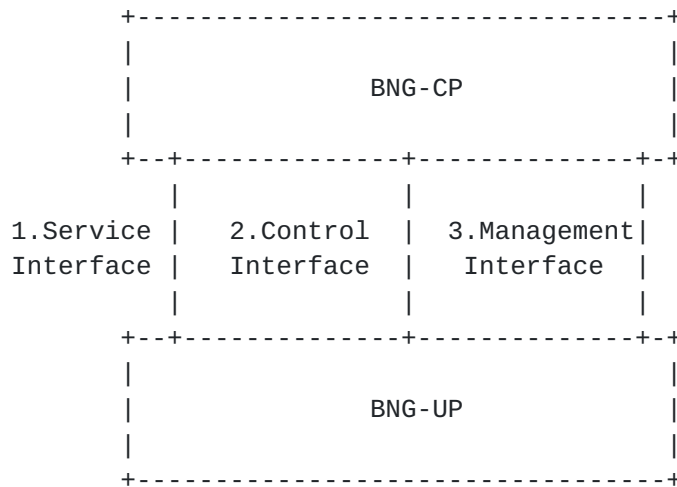 BNG-CP
1.Service 2.Control 3.Management
Interface Interface Interface
BNG-UP